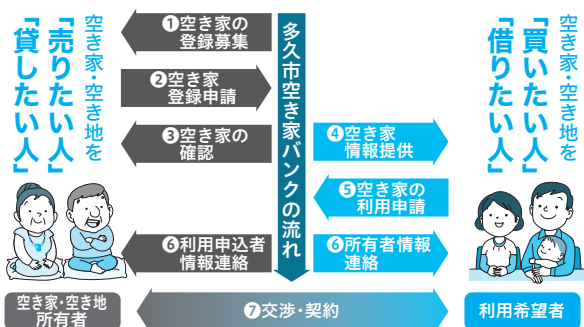 空き家・空き地を
「売りたい人」
「貸したい人」
❶空き家の
登録募集
❷空き家
登録申請
❸空き家の
確認
❻利用申込者
情報連絡
多久市空き家バンクの流れ
❹空き家
情報提供
❺空き家の
利用申請
❻所有者情報
連絡
空き家・空き地を
「買いたい人」
「借りたい人」
空き家・空き地
所有者
❼交渉・契約
利用希望者